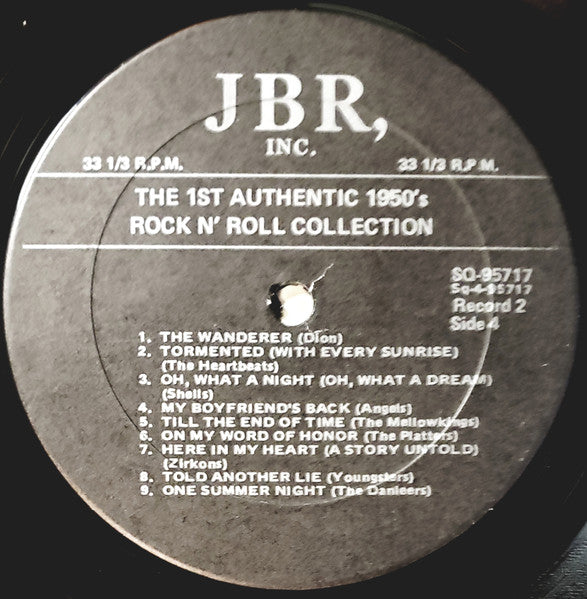 JBR,
INC.
33 1/3 R.P.M. 33 1/3 R.P.M.
THE 1ST AUTHENTIC 1950's
ROCK N' ROLL COLLECTION
SQ-95717
Sq-4-95717
Record 2
Side 4
1. THE WANDERER (Dion)
2. TORMENTED (WITH EVERY SUNRISE)
(The Heartbeats)
3. OH, WHAT A NIGHT (OH, WHAT A DREAM)
(Shells)
4. MY BOYFRIEND'S BACK (Angels)
5. TILL THE END OF TIME (The Mellowkings)
6. ON MY WORD OF HONOR (The Platters)
7. HERE IN MY HEART (A STORY UNTOLD)
(Zirkons)
8. TOLD ANOTHER LIE (Youngsters)
9. ONE SUMMER NIGHT (The Danleers)